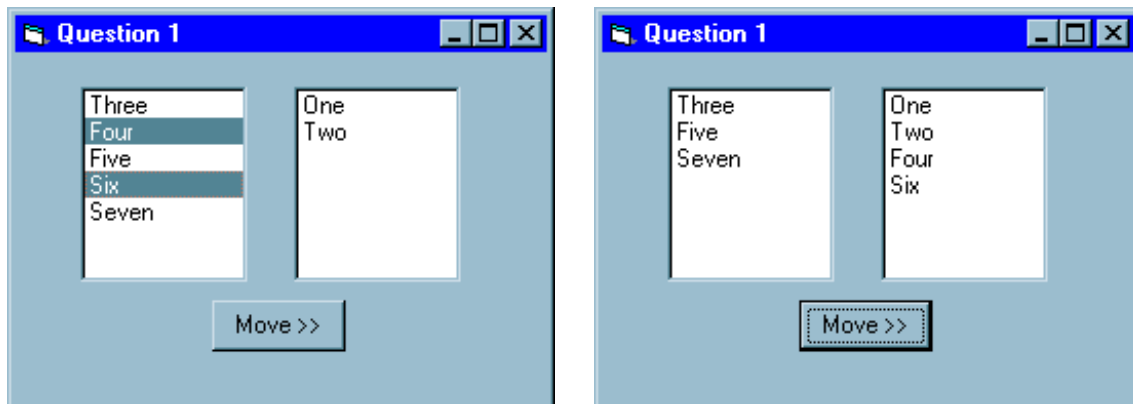 Question 1
Three
Four
Five
Six
Seven
One
Two
Move >>
Question 1
Three
Five
Seven
One
Two
Four
Six
Move >>